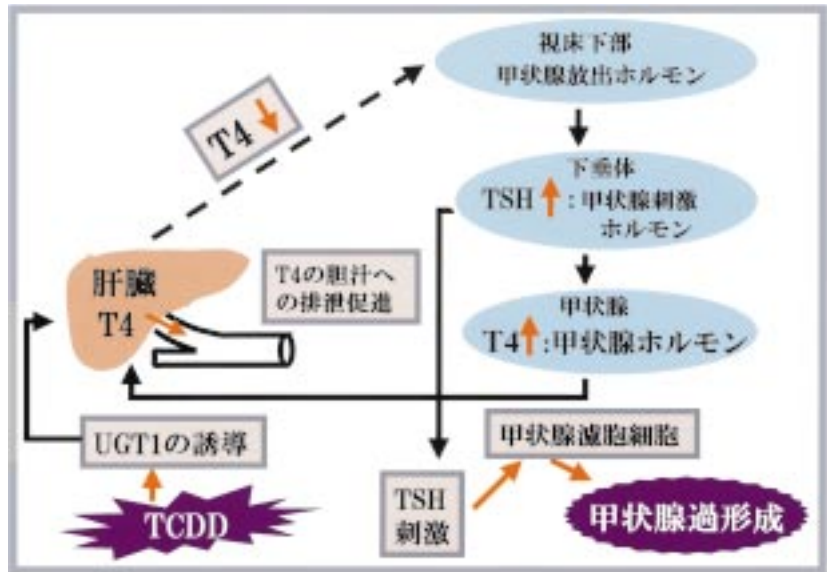 視床下部
甲状腺放出ホルモン
T4
下垂体
TSH :甲状腺刺激
ホルモン
肝臓
T4
T4の胆汁へ
の排泄促進
甲状腺
T4 :甲状腺ホルモン
UGT1の誘導
甲状腺濾胞細胞
TCDD
TSH
刺激
甲状腺過形成